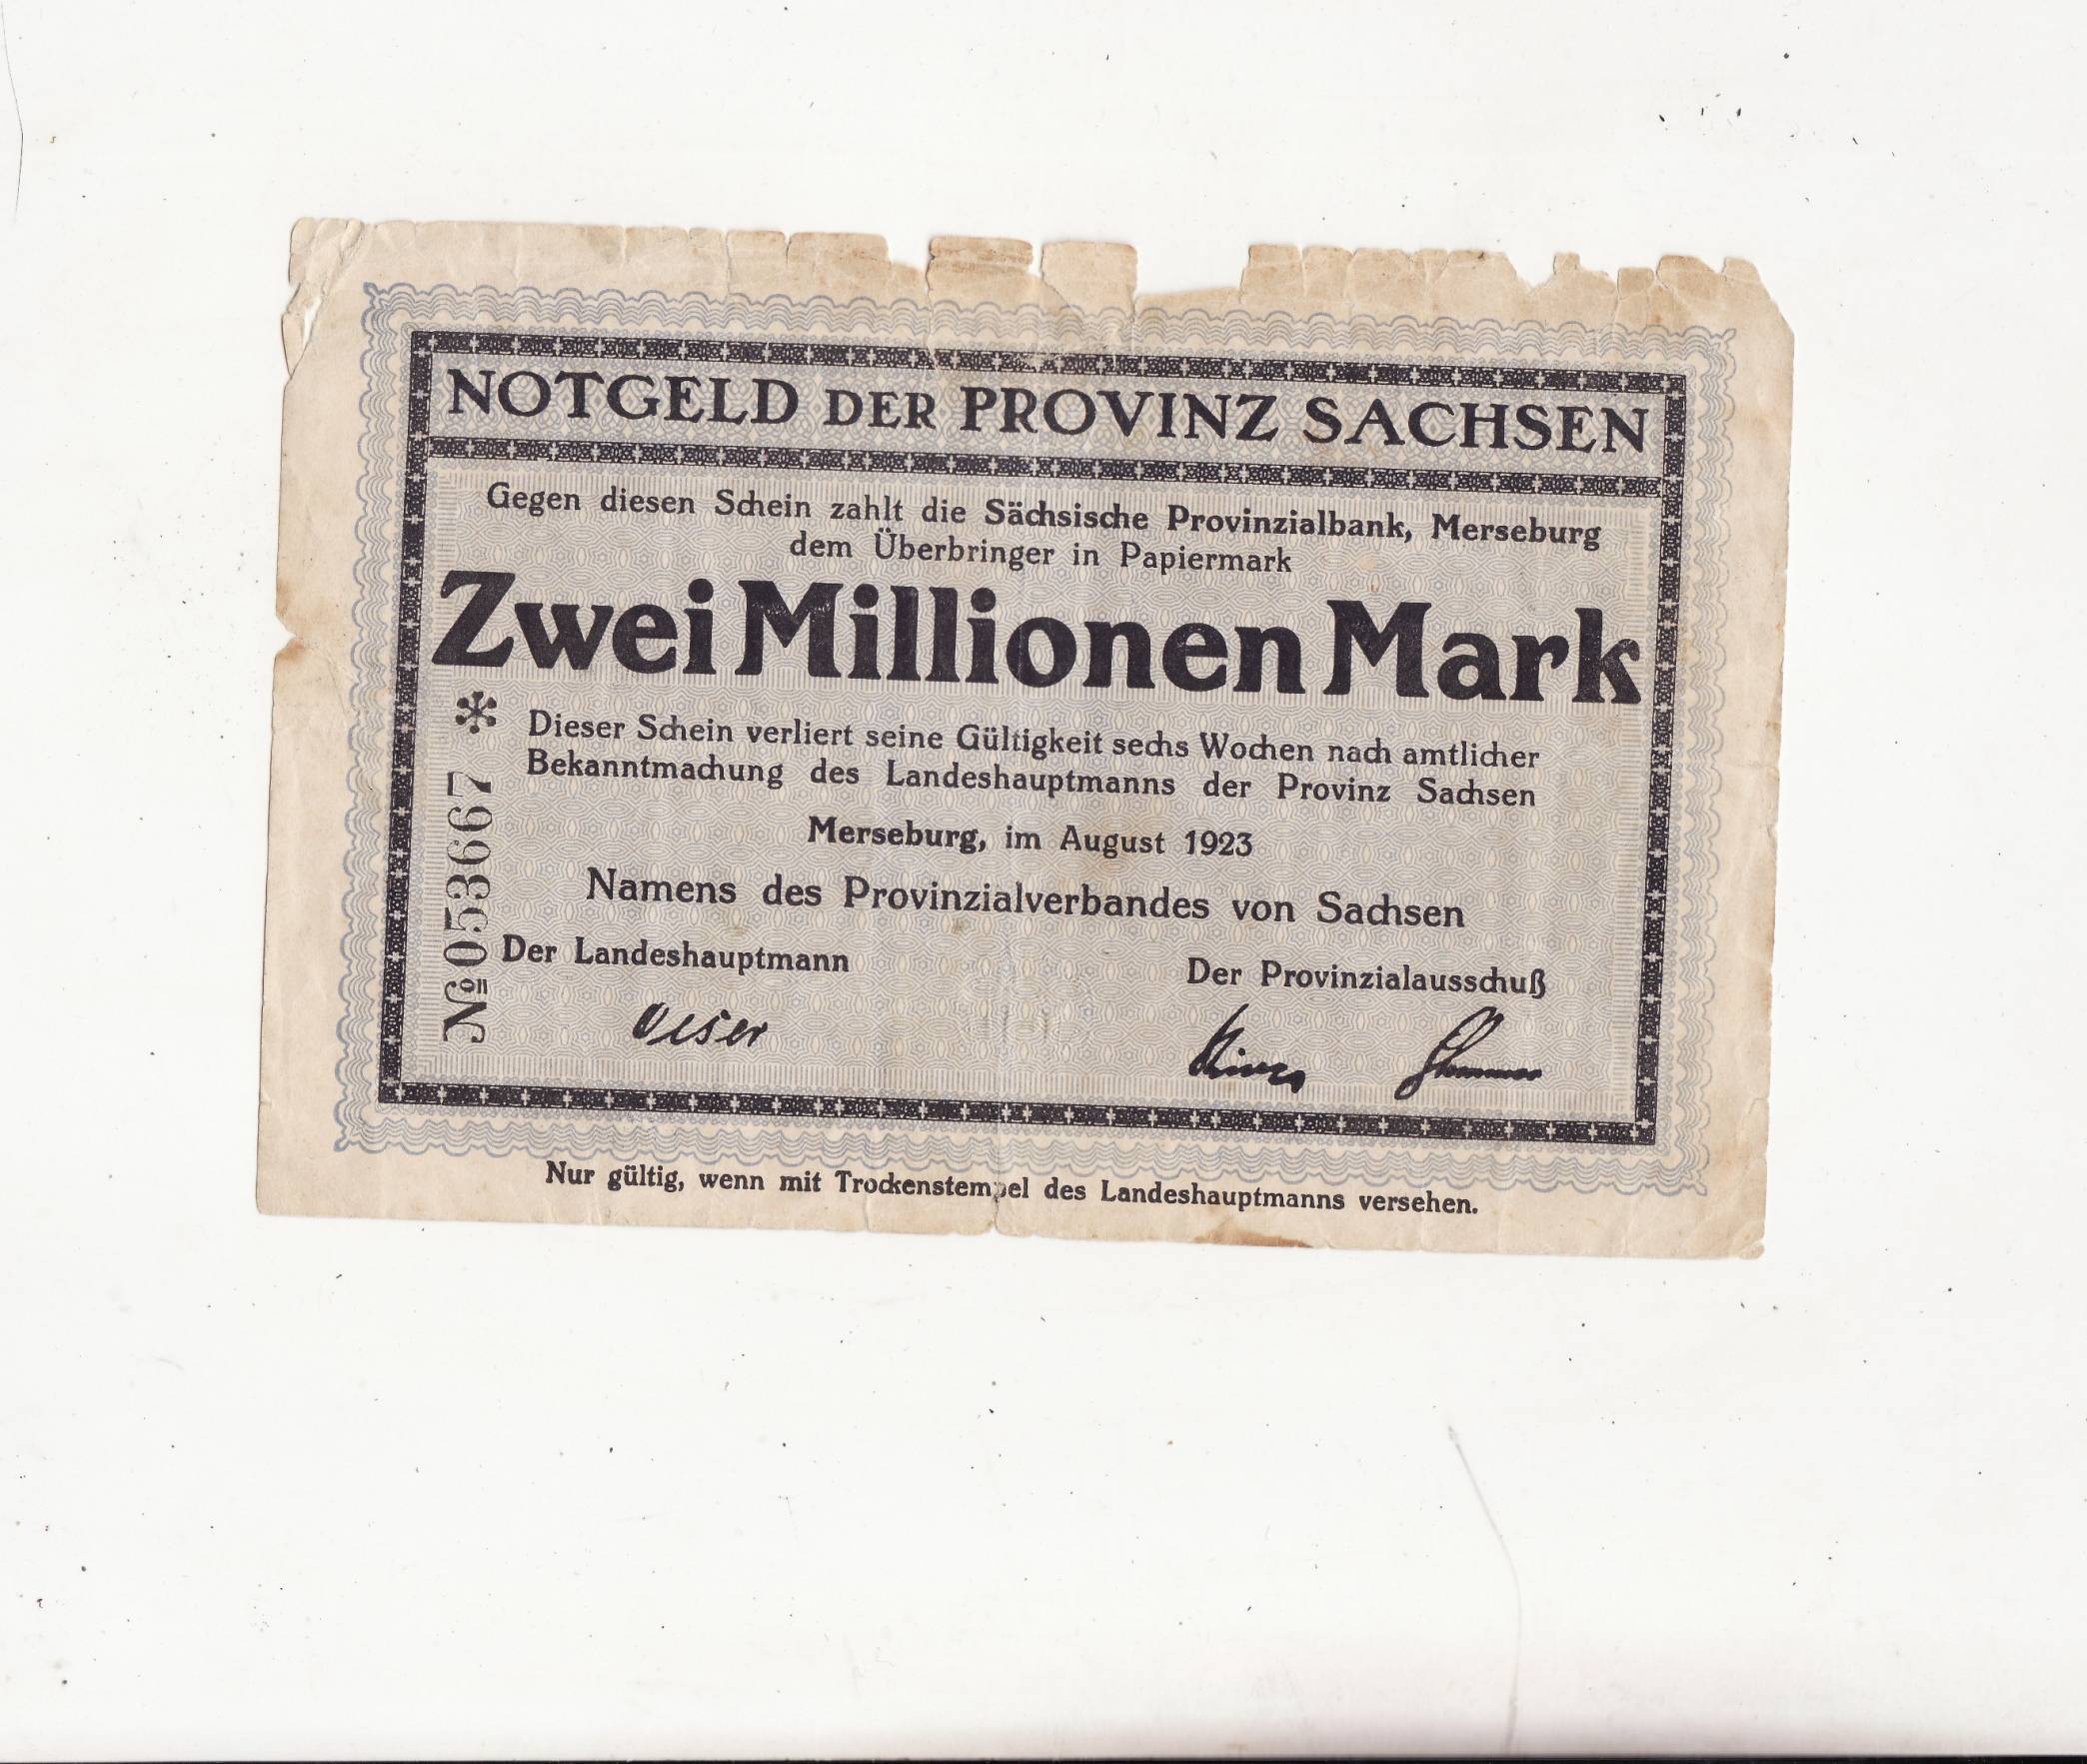 NOTGELD DER PROVINZ SACHSEN
Gegen diesen Schein zahlt die Sächsische Provinzialbank, Merseburg
dem Überbringer in Papiermark
Zwei Millionen Mark
Dieser Schein verliert seine Gültigkeit sechs Wochen nach amtlicher
Bekanntmachung des Landeshauptmanns der Provinz Sachsen
Merseburg, im August 1923
Namens des Provinzialverbandes von Sachsen
Der Landeshauptmann
Der Provinzialausschuß
№ 053667 *
Nur gültig, wenn mit Trockenstempel des Landeshauptmanns versehen.